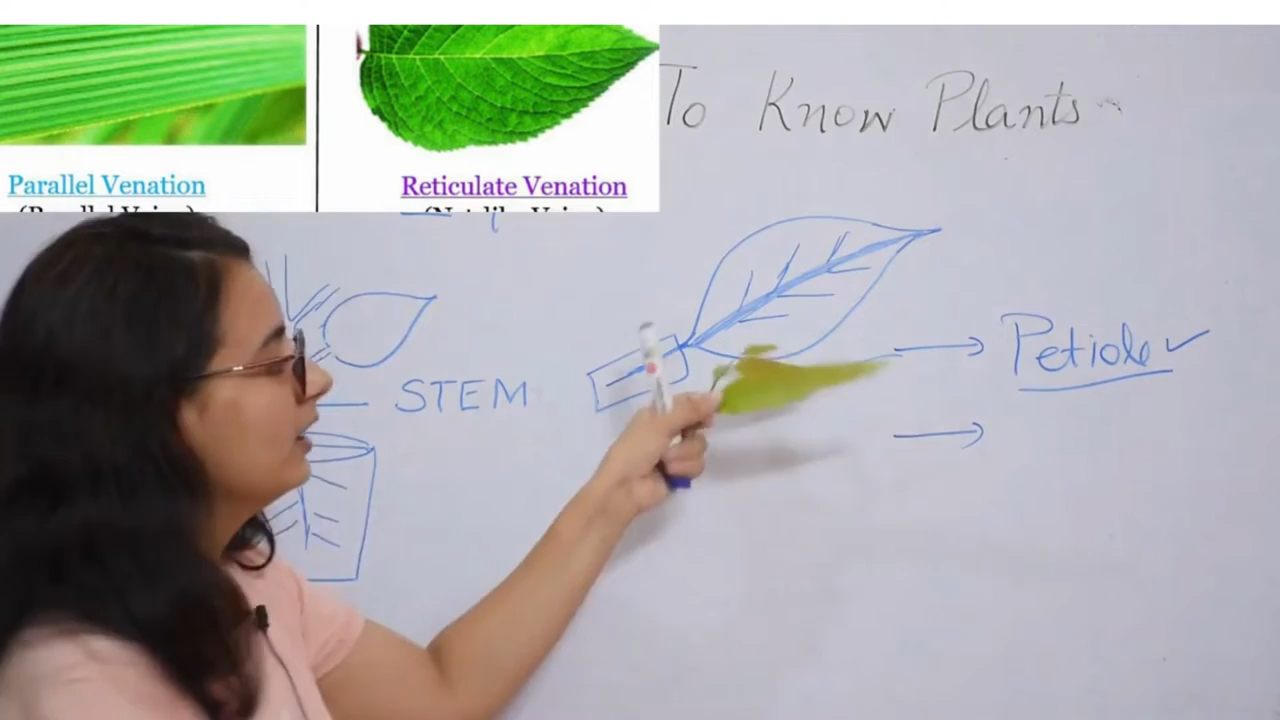 To Know Plants
Parallel Venation
Reticulate Venation
STEM
Petiole